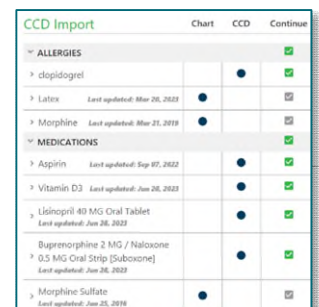 CCD Import Chart CCD Continue
ALLERGIES
clopidogrel
Latex Last updated: Mar 20, 2023
Morphine Last updated: Mar 21, 2019
MEDICATIONS
Aspirin Last updated: Sep 07, 2022
Vitamin D3 Last updated: Jun 28, 2023
Lisinopril 40 MG Oral Tablet
Last updated: Jun 28, 2023
Buprenorphine 2 MG / Naloxone
0.5 MG Oral Strip [Suboxone]
Last updated: Jun 28, 2023
Morphine Sulfate
Last updated: Jun 25, 2016